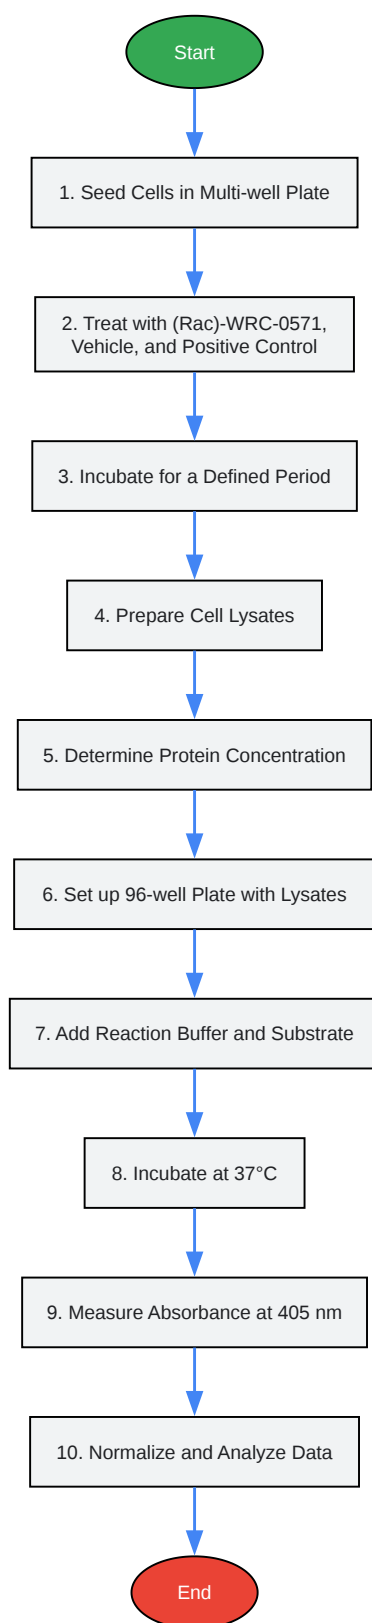 Start
1. Seed Cells in Multi-well Plate
2. Treat with (Rac)-WRC-0571,
Vehicle, and Positive Control
3. Incubate for a Defined Period
4. Prepare Cell Lysates
5. Determine Protein Concentration
6. Set up 96-well Plate with Lysates
7. Add Reaction Buffer and Substrate
8. Incubate at 37°C
9. Measure Absorbance at 405 nm
10. Normalize and Analyze Data
End